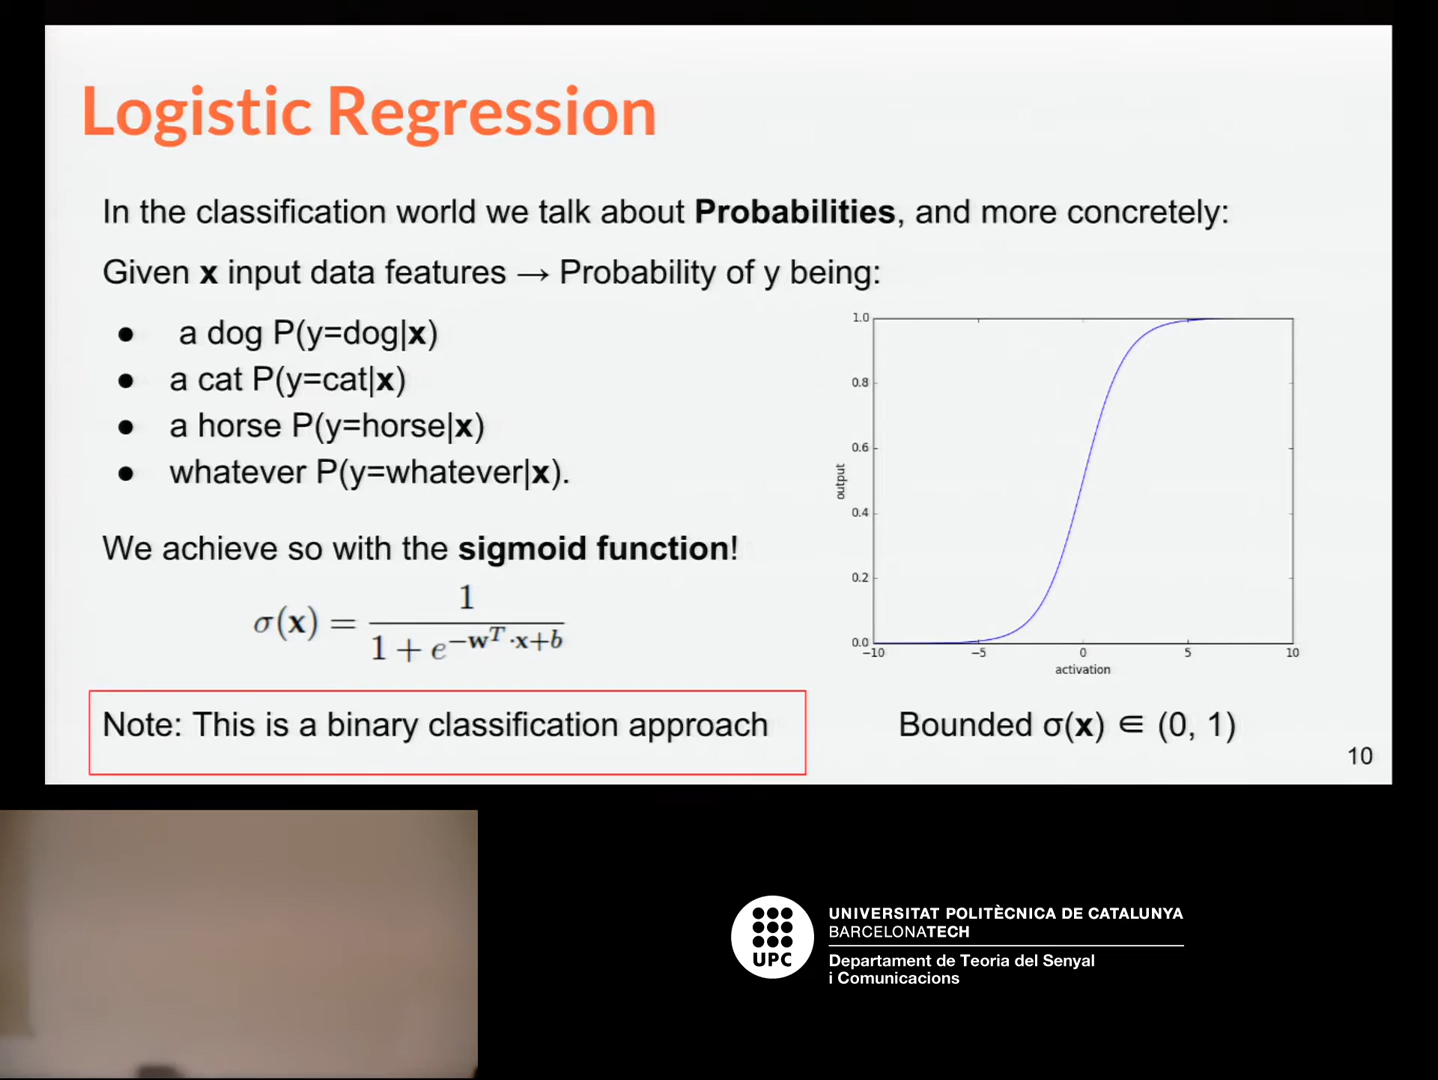 Logistic Regression
In the classification world we talk about Probabilities, and more concretely:
Given x input data features → Probability of y being:
● a dog P(y=dog|x)
● a cat P(y=cat|x)
● a horse P(y=horse|x)
● whatever P(y=whatever|x).
We achieve so with the sigmoid function!
σ(x) = 1 / (1 + e^{-w^T·x+b})
Note: This is a binary classification approach
1.0
0.8
0.6
0.4
0.2
0.0
output
−10 −5 0 5 10
activation
Bounded σ(x) ∈ (0, 1)
10
UPC
UNIVERSITAT POLITÈCNICA DE CATALUNYA
BARCELONATECH
Departament de Teoria del Senyal
i Comunicacions